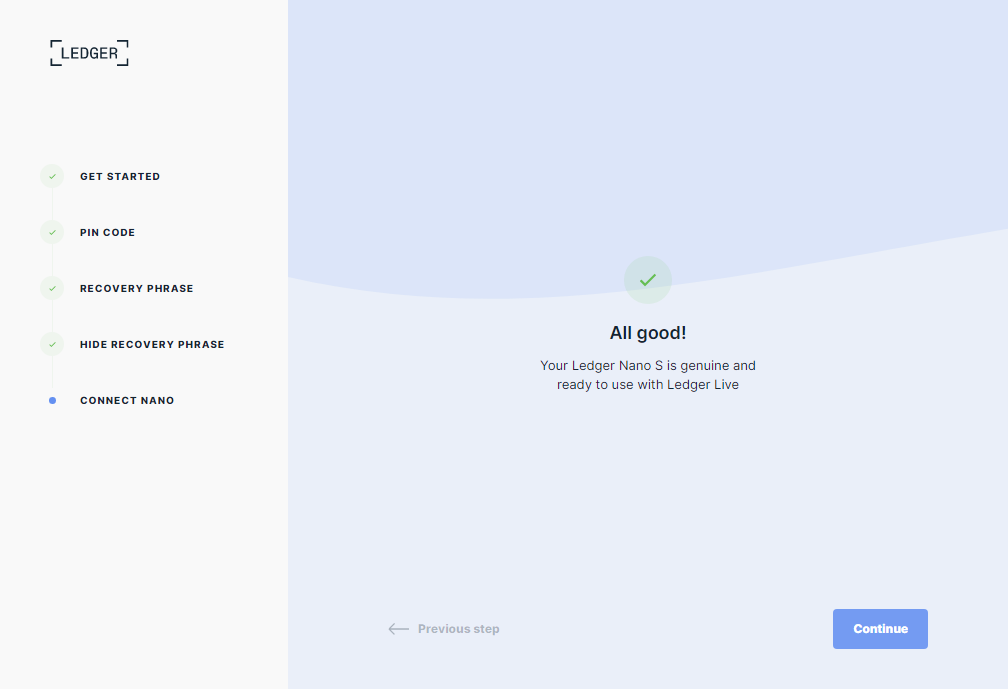 LEDGER
GET STARTED
PIN CODE
RECOVERY PHRASE
HIDE RECOVERY PHRASE
CONNECT NANO
All good!
Your Ledger Nano S is genuine and
ready to use with Ledger Live
Previous step
Continue